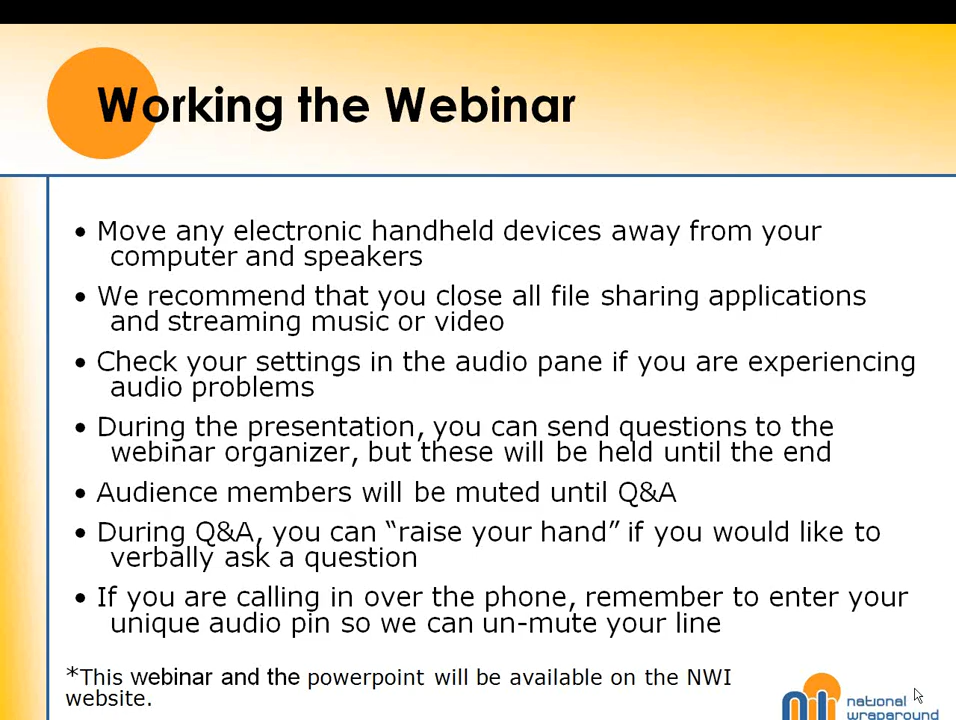 Working the Webinar
• Move any electronic handheld devices away from your
computer and speakers
• We recommend that you close all file sharing applications
and streaming music or video
• Check your settings in the audio pane if you are experiencing
audio problems
• During the presentation, you can send questions to the
webinar organizer, but these will be held until the end
• Audience members will be muted until Q&A
• During Q&A, you can “raise your hand” if you would like to
verbally ask a question
• If you are calling in over the phone, remember to enter your
unique audio pin so we can un-mute your line
*This webinar and the powerpoint will be available on the NWI
website.
national
wraparound